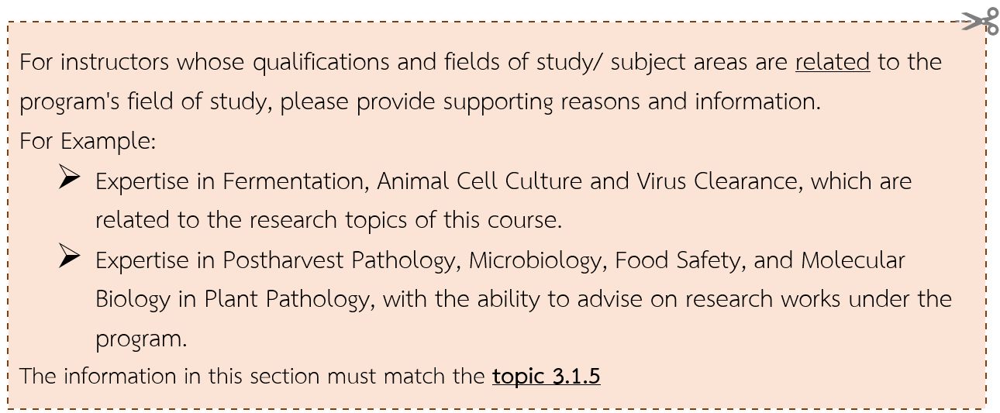 For instructors whose qualifications and fields of study/ subject areas are related to the
program's field of study, please provide supporting reasons and information.
For Example:
➢ Expertise in Fermentation, Animal Cell Culture and Virus Clearance, which are
related to the research topics of this course.
➢ Expertise in Postharvest Pathology, Microbiology, Food Safety, and Molecular
Biology in Plant Pathology, with the ability to advise on research works under the
program.
The information in this section must match the topic 3.1.5